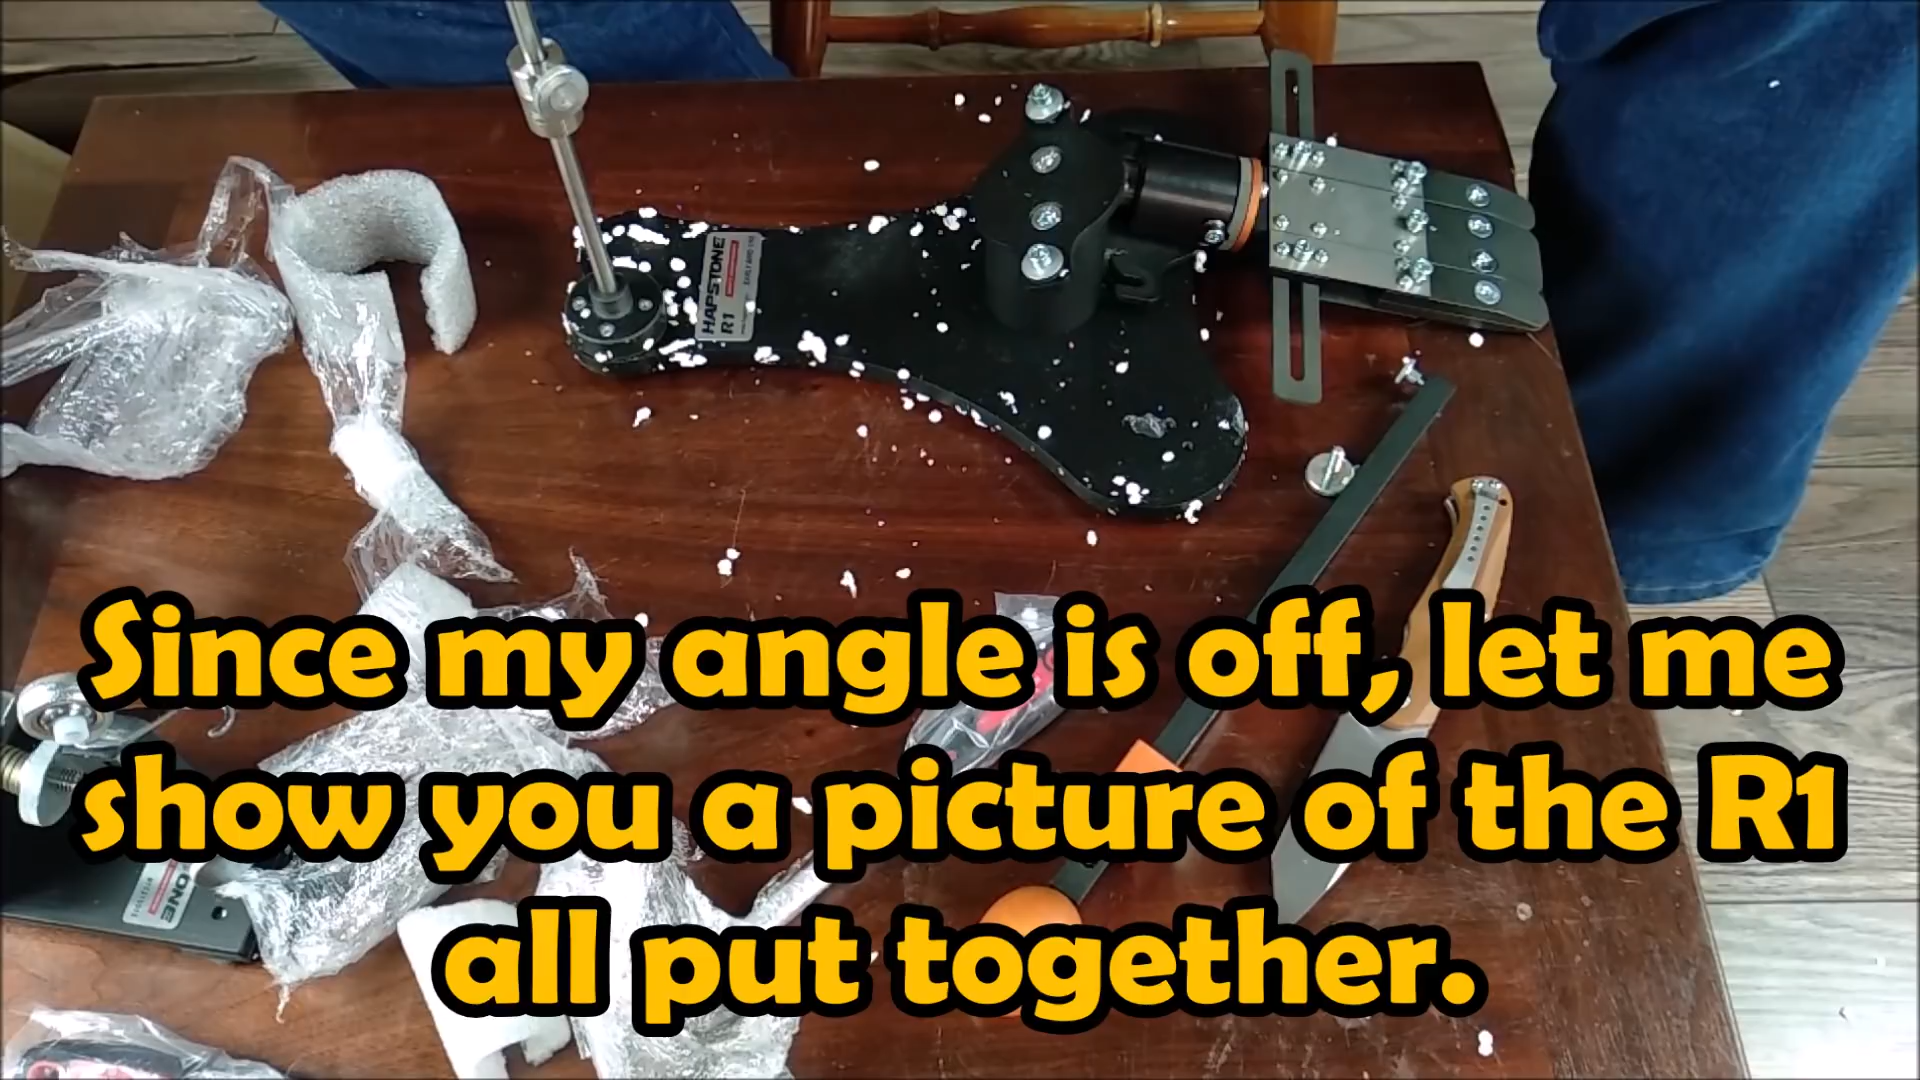 HAPSTONE
R1
Since my angle is off, let me
show you a picture of the R1
all put together.